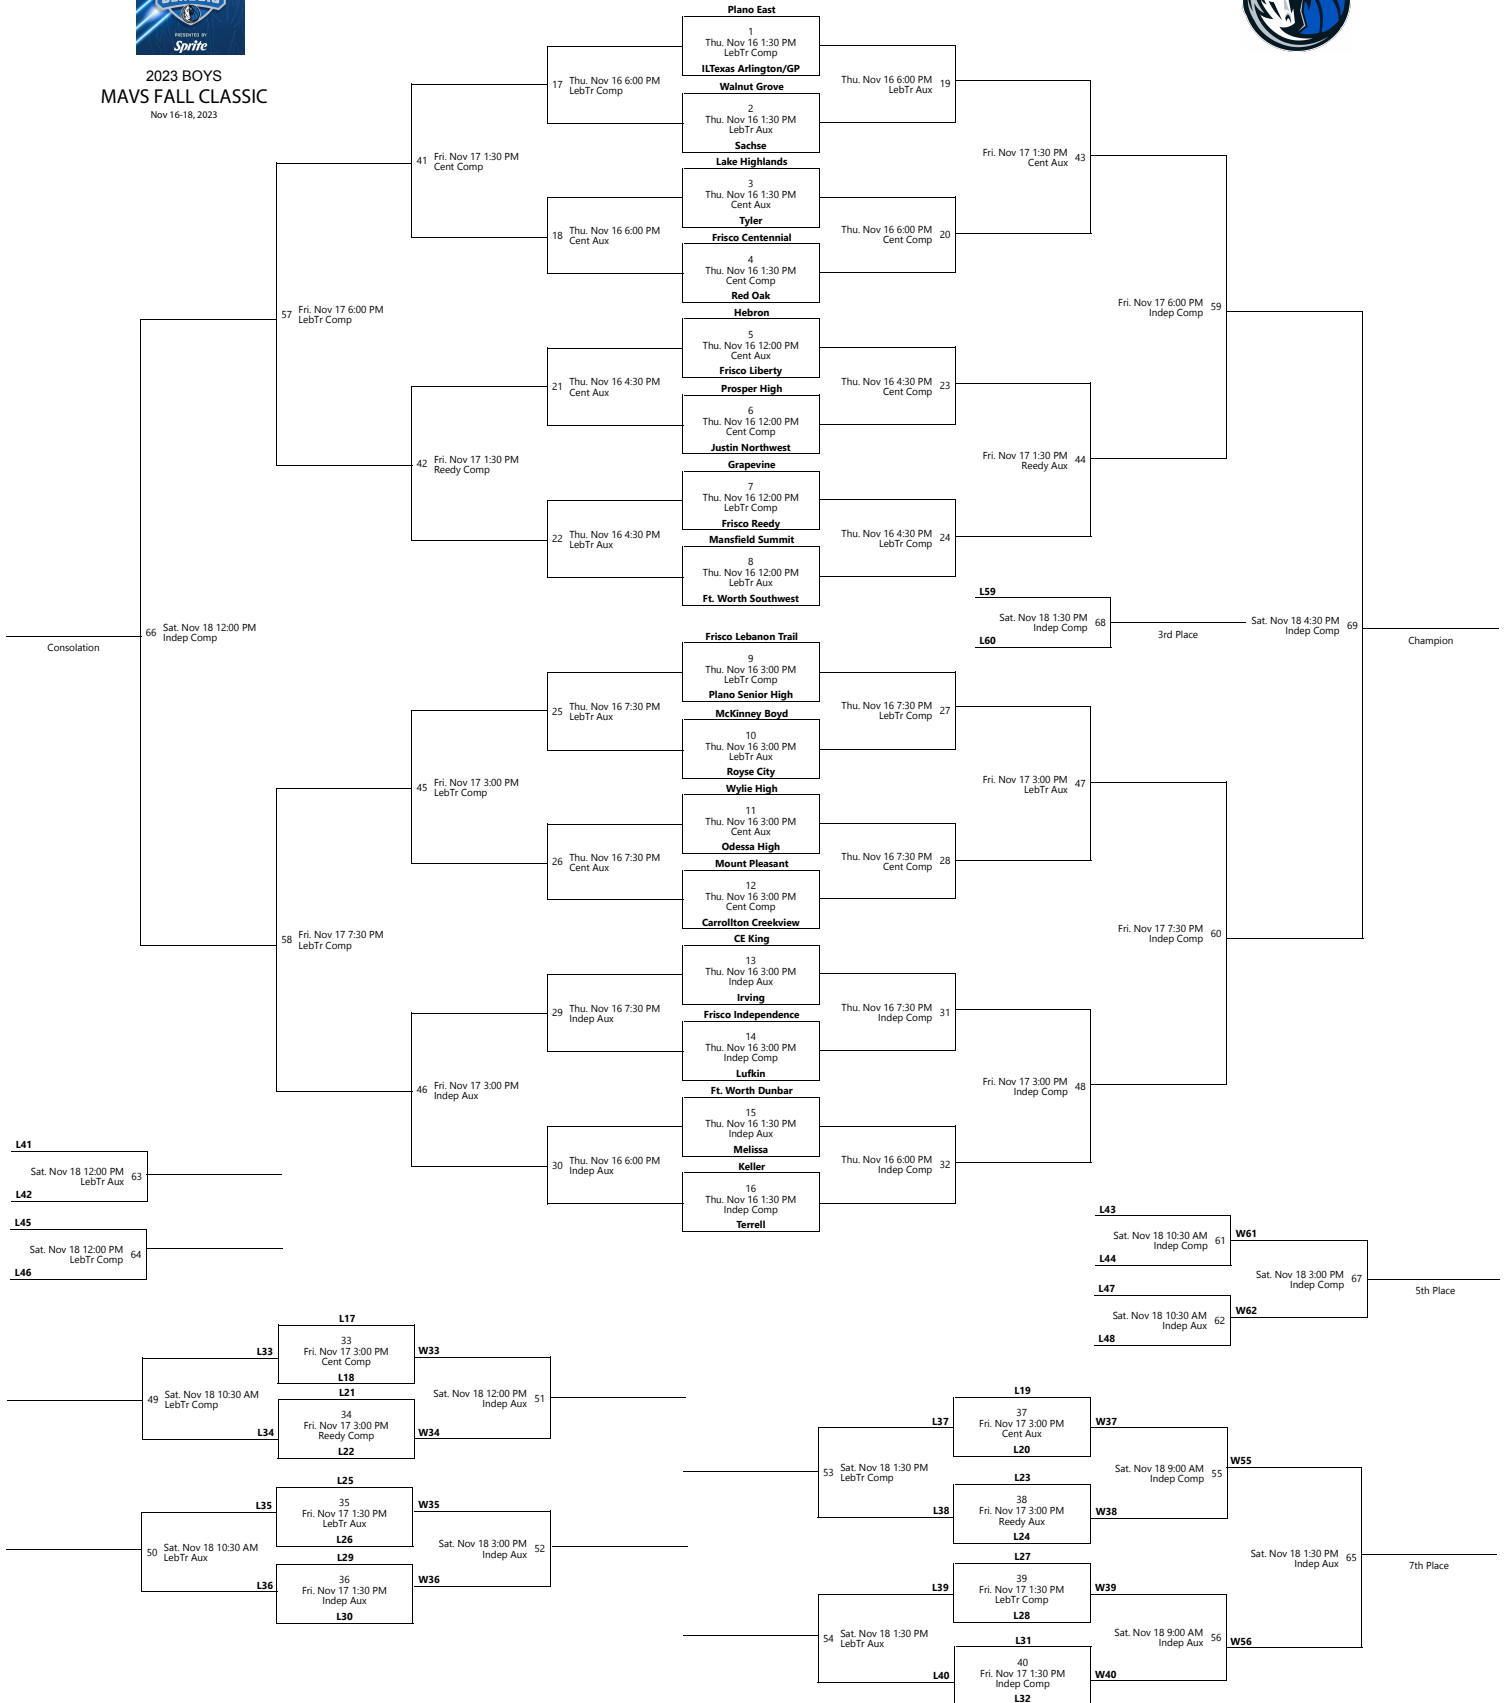 PRESENTED BY
Sprite
2023 BOYS
MAVS FALL CLASSIC
Nov 16-18, 2023
Plano East
1
Thu. Nov 16 1:30 PM
LebTr Comp
ILTexas Arlington/GP
Walnut Grove
2
Thu. Nov 16 1:30 PM
LebTr Aux
Sachse
Lake Highlands
3
Thu. Nov 16 1:30 PM
Cent Aux
Tyler
Frisco Centennial
4
Thu. Nov 16 1:30 PM
Cent Comp
Red Oak
Hebron
5
Thu. Nov 16 12:00 PM
Cent Aux
Frisco Liberty
Prosper High
6
Thu. Nov 16 12:00 PM
Cent Comp
Justin Northwest
Grapevine
7
Thu. Nov 16 12:00 PM
LebTr Comp
Frisco Reedy
Mansfield Summit
8
Thu. Nov 16 12:00 PM
LebTr Aux
Ft. Worth Southwest
Frisco Lebanon Trail
9
Thu. Nov 16 3:00 PM
LebTr Comp
Plano Senior High
McKinney Boyd
10
Thu. Nov 16 3:00 PM
LebTr Aux
Royse City
Wylie High
11
Thu. Nov 16 3:00 PM
Cent Aux
Odessa High
Mount Pleasant
12
Thu. Nov 16 3:00 PM
Cent Comp
Carrollton Creekview
CE King
13
Thu. Nov 16 3:00 PM
Indep Aux
Irving
Frisco Independence
14
Thu. Nov 16 3:00 PM
Indep Comp
Lufkin
Ft. Worth Dunbar
15
Thu. Nov 16 1:30 PM
Indep Aux
Melissa
Keller
16
Thu. Nov 16 1:30 PM
Indep Comp
Terrell
17 Thu. Nov 16 6:00 PM
LebTr Comp
18 Thu. Nov 16 6:00 PM
Cent Aux
21 Thu. Nov 16 4:30 PM
Cent Aux
22 Thu. Nov 16 4:30 PM
LebTr Aux
25 Thu. Nov 16 7:30 PM
LebTr Aux
26 Thu. Nov 16 7:30 PM
Cent Aux
29 Thu. Nov 16 7:30 PM
Indep Aux
30 Thu. Nov 16 6:00 PM
Indep Aux
41 Fri. Nov 17 1:30 PM
Cent Comp
42 Fri. Nov 17 1:30 PM
Reedy Comp
45 Fri. Nov 17 3:00 PM
LebTr Comp
46 Fri. Nov 17 3:00 PM
Indep Aux
57 Fri. Nov 17 6:00 PM
LebTr Comp
58 Fri. Nov 17 7:30 PM
LebTr Comp
66 Sat. Nov 18 12:00 PM
Indep Comp
Consolation
Thu. Nov 16 6:00 PM 19
LebTr Aux
Thu. Nov 16 6:00 PM 20
Cent Comp
Thu. Nov 16 4:30 PM 23
Cent Comp
Thu. Nov 16 4:30 PM 24
LebTr Comp
Thu. Nov 16 7:30 PM 27
LebTr Comp
Thu. Nov 16 7:30 PM 28
Cent Comp
Thu. Nov 16 7:30 PM 31
Indep Comp
Thu. Nov 16 6:00 PM 32
Indep Comp
Fri. Nov 17 1:30 PM 43
Cent Aux
Fri. Nov 17 1:30 PM 44
Reedy Aux
Fri. Nov 17 3:00 PM 47
LebTr Aux
Fri. Nov 17 3:00 PM 48
Indep Comp
Fri. Nov 17 6:00 PM 59
Indep Comp
Fri. Nov 17 7:30 PM 60
Indep Comp
L59
Sat. Nov 18 1:30 PM 68
Indep Comp
L60
3rd Place
Sat. Nov 18 4:30 PM 69
Indep Comp
Champion
L41
Sat. Nov 18 12:00 PM 63
LebTr Aux
L42
L45
Sat. Nov 18 12:00 PM 64
LebTr Comp
L46
L43
Sat. Nov 18 10:30 AM 61
Indep Comp
L44
W61
L47
Sat. Nov 18 10:30 AM 62
Indep Aux
L48
W62
Sat. Nov 18 3:00 PM 67
Indep Comp
5th Place
L17
33
Fri. Nov 17 3:00 PM
Cent Comp
L18
L33
W33
L21
34
Fri. Nov 17 3:00 PM
Reedy Comp
L22
L34
W34
49 Sat. Nov 18 10:30 AM
LebTr Comp
Sat. Nov 18 12:00 PM 51
Indep Aux
L25
35
Fri. Nov 17 1:30 PM
LebTr Aux
L26
L35
W35
L29
36
Fri. Nov 17 1:30 PM
Indep Aux
L30
L36
W36
50 Sat. Nov 18 10:30 AM
LebTr Aux
Sat. Nov 18 3:00 PM 52
Indep Aux
L19
37
Fri. Nov 17 3:00 PM
Cent Aux
L20
L37
W37
L23
38
Fri. Nov 17 3:00 PM
Reedy Aux
L24
L38
W38
53 Sat. Nov 18 1:30 PM
LebTr Comp
Sat. Nov 18 9:00 AM 55
Indep Comp
W55
L27
39
Fri. Nov 17 1:30 PM
LebTr Comp
L28
L39
W39
L31
40
Fri. Nov 17 1:30 PM
Indep Comp
L32
L40
W40
54 Sat. Nov 18 1:30 PM
LebTr Aux
Sat. Nov 18 9:00 AM 56
Indep Aux
W56
Sat. Nov 18 1:30 PM 65
Indep Aux
7th Place